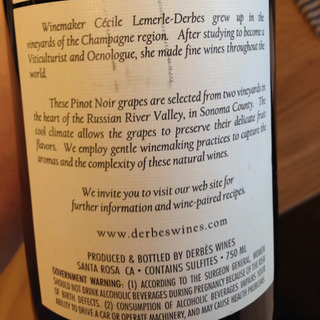 Winemaker Cécile Lemerle-Derbes grew up in the
vineyards of the Champagne region. After studying to become a
Viticulturist and Oenologue, she made fine wines throughout the
world.
These Pinot Noir grapes are selected from two vineyards in
the heart of the Russian River Valley, in Sonoma County. The
cool climate allows the grapes to preserve their delicate fruit
flavors. We employ gentle winemaking practices to capture the
aromas and the complexity of these natural wines.
We invite you to visit our web site for
further information and wine-paired recipes.
www.derbeswines.com
PRODUCED & BOTTLED BY DERBÈS WINES
SANTA ROSA CA • CONTAINS SULFITES • 750 ML
GOVERNMENT WARNING: (1) ACCORDING TO THE SURGEON GENERAL, WOMEN
SHOULD NOT DRINK ALCOHOLIC BEVERAGES DURING PREGNANCY BECAUSE OF THE RISK
OF BIRTH DEFECTS. (2) CONSUMPTION OF ALCOHOLIC BEVERAGES IMPAIRS YOUR
ABILITY TO DRIVE A CAR OR OPERATE MACHINERY, AND MAY CAUSE HEALTH PROBLEMS.